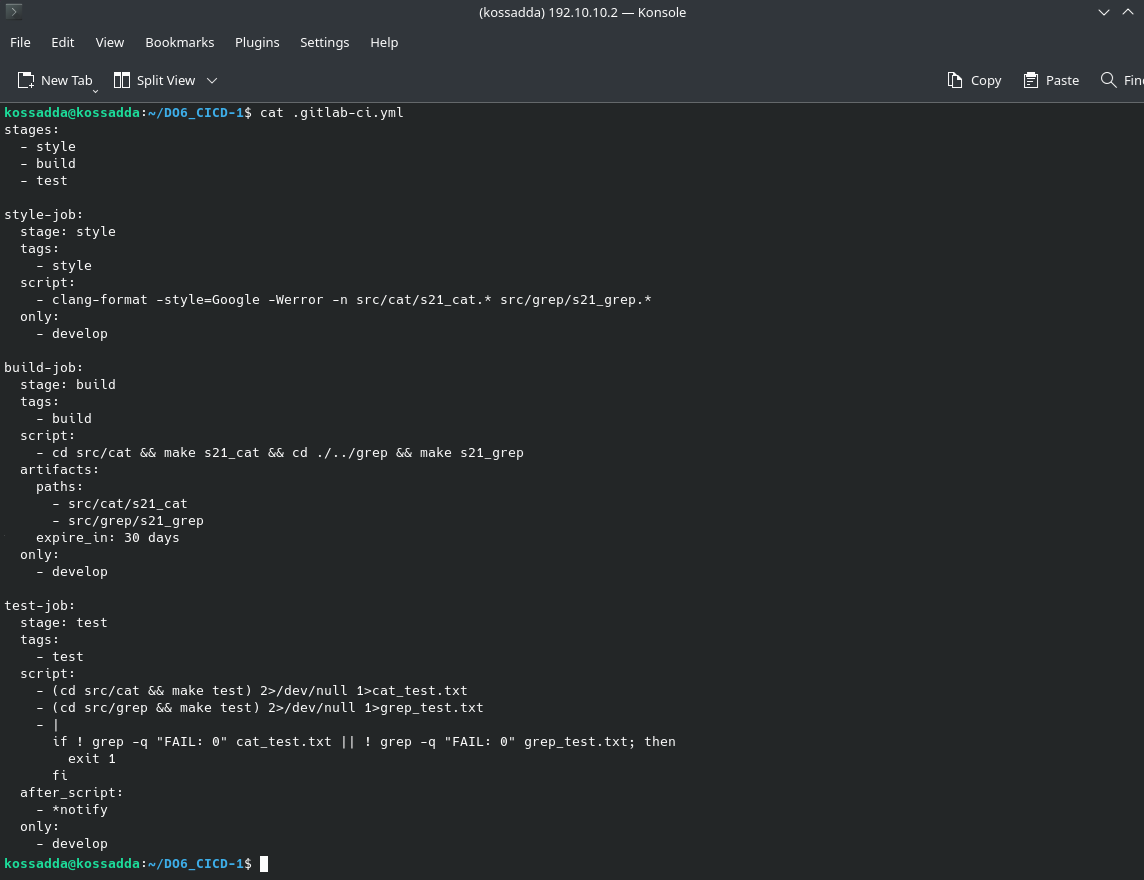 (kossadda) 192.10.10.2 — Konsole
File Edit View Bookmarks Plugins Settings Help
New Tab Split View Copy Paste Fin
kossadda@kossadda:~/DO6_CICD-1$ cat .gitlab-ci.yml
stages:
  - style
  - build
  - test

style-job:
  stage: style
  tags:
    - style
  script:
    - clang-format -style=Google -Werror -n src/cat/s21_cat.* src/grep/s21_grep.*
  only:
    - develop

build-job:
  stage: build
  tags:
    - build
  script:
    - cd src/cat && make s21_cat && cd ./../grep && make s21_grep
  artifacts:
    paths:
      - src/cat/s21_cat
      - src/grep/s21_grep
    expire_in: 30 days
  only:
    - develop

test-job:
  stage: test
  tags:
    - test
  script:
    - (cd src/cat && make test) 2>/dev/null 1>cat_test.txt
    - (cd src/grep && make test) 2>/dev/null 1>grep_test.txt
    - |
      if ! grep -q "FAIL: 0" cat_test.txt || ! grep -q "FAIL: 0" grep_test.txt; then
        exit 1
      fi
  after_script:
    - *notify
  only:
    - develop
kossadda@kossadda:~/DO6_CICD-1$